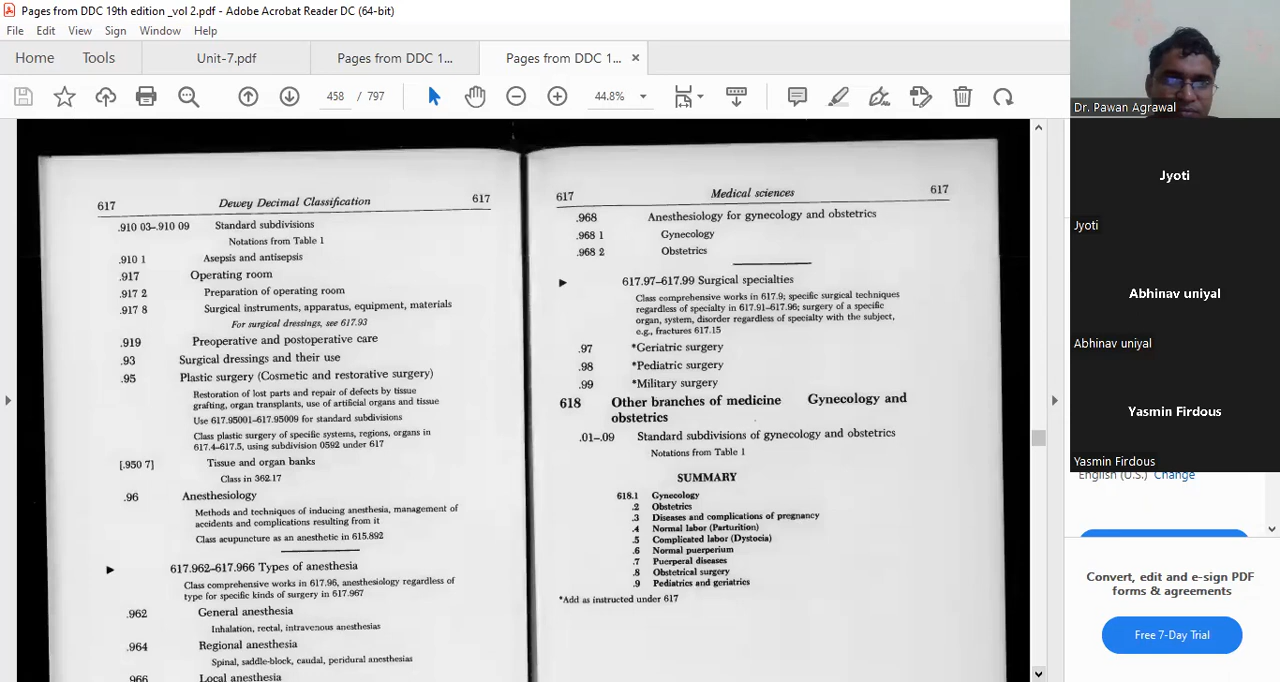 Pages from DDC 19th edition _vol 2.pdf - Adobe Acrobat Reader DC (64-bit)
File Edit View Sign Window Help
Home Tools Unit-7.pdf Pages from DDC 1... Pages from DDC 1... ×
458 / 797 44.8%
617 Dewey Decimal Classification 617
.910 03–.910 09 Standard subdivisions
Notations from Table 1
.910 1 Asepsis and antisepsis
.917 Operating room
.917 2 Preparation of operating room
.917 8 Surgical instruments, apparatus, equipment, materials
For surgical dressings, see 617.93
.919 Preoperative and postoperative care
.93 Surgical dressings and their use
.95 Plastic surgery (Cosmetic and restorative surgery)
Restoration of lost parts and repair of defects by tissue
grafting, organ transplants, use of artificial organs and tissue
Use 617.95001–617.95009 for standard subdivisions
Class plastic surgery of specific systems, regions, organs in
617.4–617.5, using subdivision 0592 under 617
[.950 7] Tissue and organ banks
Class in 362.17
.96 Anesthesiology
Methods and techniques of inducing anesthesia, management of
accidents and complications resulting from it
Class acupuncture as an anesthetic in 615.892
617.962–617.966 Types of anesthesia
Class comprehensive works in 617.96, anesthesiology regardless of
type for specific kinds of surgery in 617.967
.962 General anesthesia
Inhalation, rectal, intravenous anesthesias
.964 Regional anesthesia
Spinal, saddle-block, caudal, peridural anesthesias
.966 Local anesthesia
617 Medical sciences 617
.968 Anesthesiology for gynecology and obstetrics
.968 1 Gynecology
.968 2 Obstetrics
617.97–617.99 Surgical specialties
Class comprehensive works in 617.9; specific surgical techniques
regardless of specialty in 617.91–617.96; surgery of a specific
organ, system, disorder regardless of specialty with the subject,
e.g., fractures 617.15
.97 *Geriatric surgery
.98 *Pediatric surgery
.99 *Military surgery
618 Other branches of medicine Gynecology and
obstetrics
.01–.09 Standard subdivisions of gynecology and obstetrics
Notations from Table 1
SUMMARY
618.1 Gynecology
.2 Obstetrics
.3 Diseases and complications of pregnancy
.4 Normal labor (Parturition)
.5 Complicated labor (Dystocia)
.6 Normal puerperium
.7 Puerperal diseases
.8 Obstetrical surgery
.9 Pediatrics and geriatrics
*Add as instructed under 617
Dr. Pawan Agrawal
Jyoti
Jyoti
Abhinav uniyal
Abhinav uniyal
Yasmin Firdous
Yasmin Firdous
English (U.S.) Change
Convert, edit and e-sign PDF
forms & agreements
Free 7-Day Trial